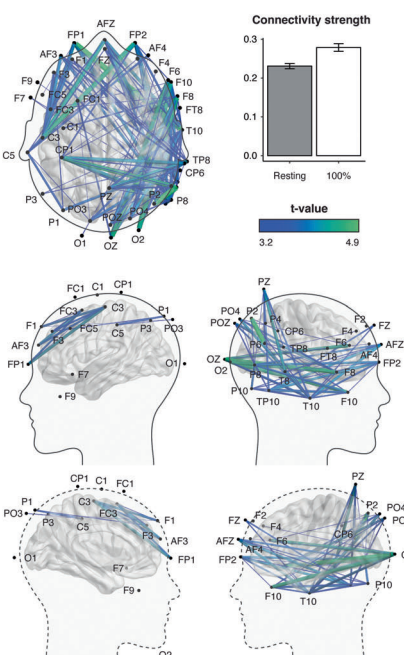 AFZ
FP1
FP2
AF3
F1
FZ
AF4
F3
F4
F6
F9
F10
F7
FC5
FC3
FC1
F8
FT8
C1
T10
C3
C5
CP1
TP8
CP6
P3
PZ
P2
P8
PO3
PO4
P1
POZ
O1
OZ
O2
Connectivity strength
0.3
0.2
0.1
0.0
Resting 100%
t-value
3.2 4.9
FC1 C1 CP1
FC3 C3
P1
F1
FC5 C5 P3 PO3
AF3 F3
FP1
F7
O1
F9
PZ
PO4 P2
POZ P4
F2 FZ
CP6 F4
P6 TP8 F6 AFZ
FT8 AF4
OZ
O2
FP2
P8 T8 F8
P10
TP10
T10
F10
CP1 C1 FC1
P1 C3
PO3 FC3
P3 C5
F1
F3 AF3
O1
F7
FP1
F9
PZ
P2 PO4
FZ F2
F4
AFZ F6 CP6
AF4
FP2
F10
T10
P10